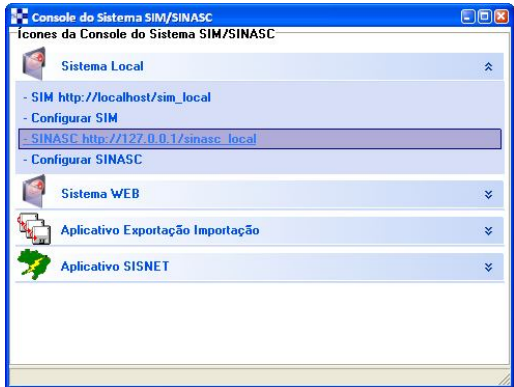 Console do Sistema SIM/SINASC
Ícones da Console do Sistema SIM/SINASC
Sistema Local
- SIM http://localhost/sim_local
- Configurar SIM
- SINASC http://127.0.0.1/sinasc_local
- Configurar SINASC
Sistema WEB
Aplicativo Exportação Importação
Aplicativo SISNET